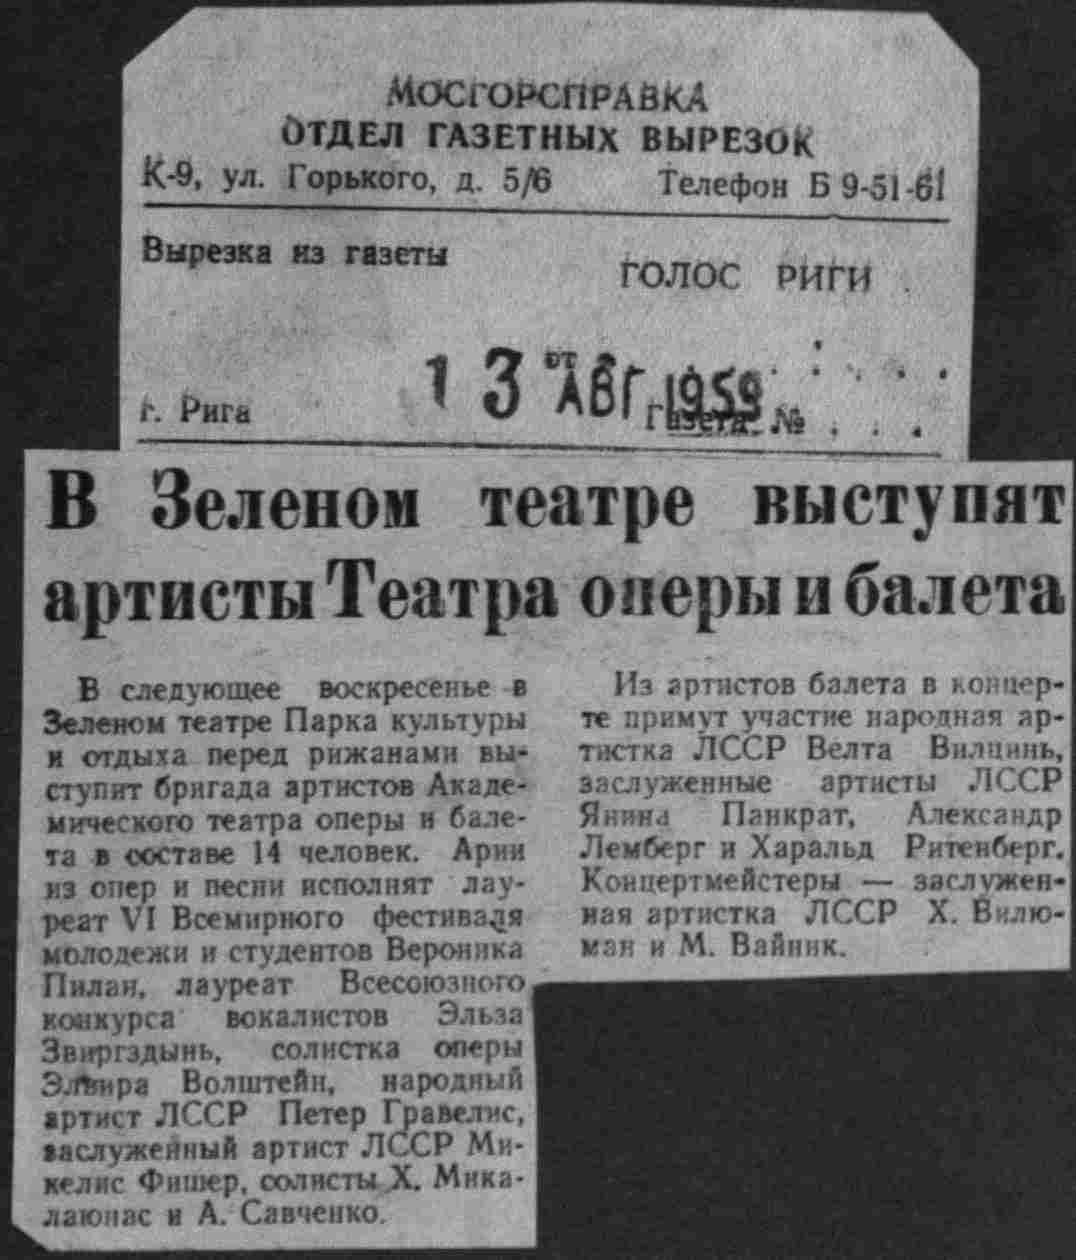 МОСГОРСПРАВКА
ОТДЕЛ ГАЗЕТНЫХ ВЫРЕЗОК
К-9, ул. Горького, д. 5/6 Телефон Б 9-51-61
Вырезка из газеты
ГОЛОС РИГИ
от
13 АВГ 1959
г. Рига Газета № . . .
В Зеленом театре выступят
артисты Театра оперы и балета
В следующее воскресенье в
Зеленом театре Парка культуры
и отдыха перед рижанами вы-
ступит бригада артистов Акаде-
мического театра оперы и бале-
та в составе 14 человек. Арии
из опер и песни исполнят лау-
реат VI Всемирного фестиваля
молодежи и студентов Вероника
Пилан, лауреат Всесоюзного
конкурса вокалистов Эльза
Звиргздынь, солистка оперы
Элвира Волштейн, народный
артист ЛССР Петер Гравелис,
заслуженный артист ЛССР Ми-
келис Фишер, солисты Х. Мика-
лаюнас и А. Савченко.
Из артистов балета в концер-
те примут участие народная ар-
тистка ЛССР Велта Вилцинь,
заслуженные артисты ЛССР
Янина Панкрат, Александр
Лемберг и Харальд Ритенберг.
Концертмейстеры — заслужен-
ная артистка ЛССР Х. Вилю-
ман и М. Вайник.